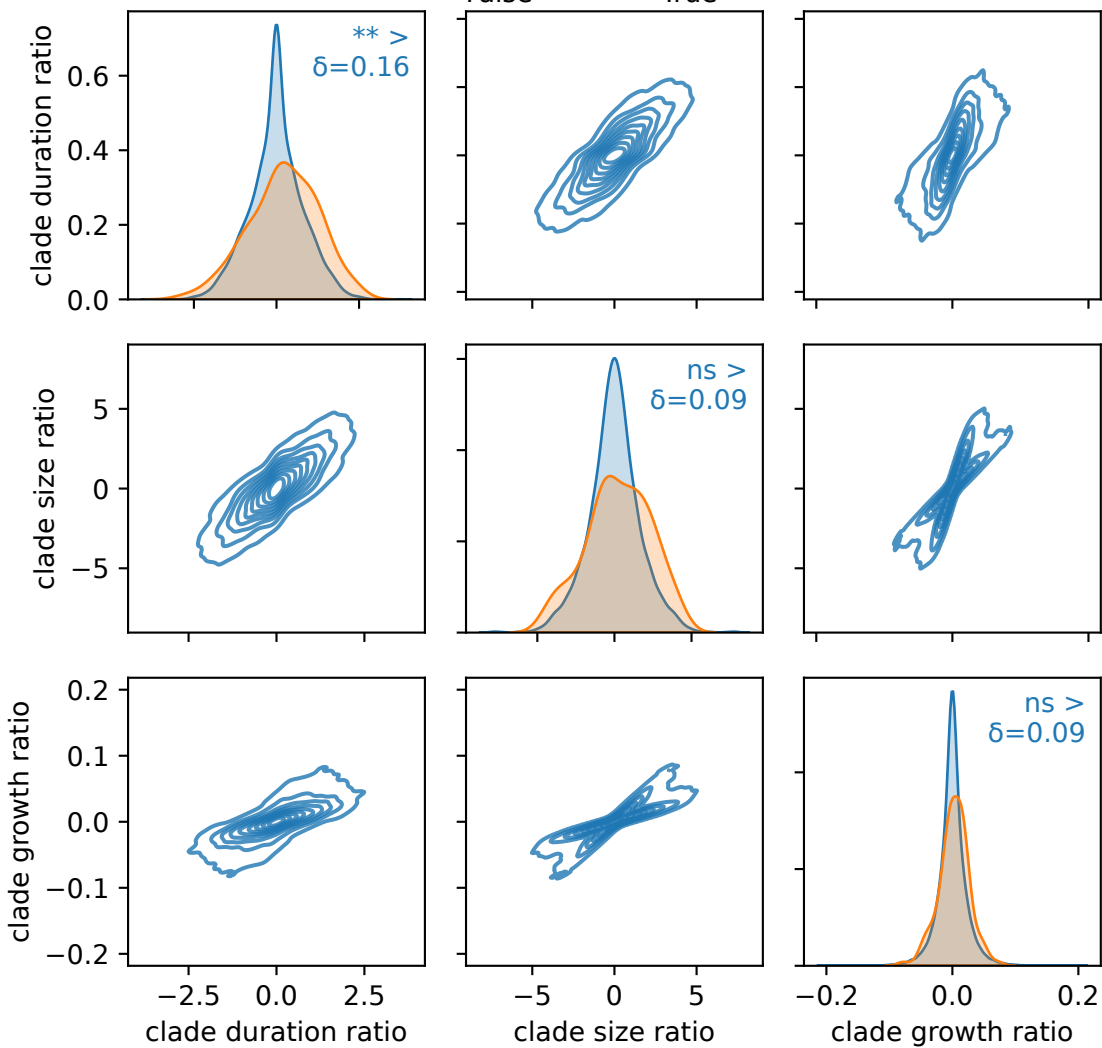 clade duration ratio
0.6
0.4
0.2
0.0
** >
δ=0.16
clade size ratio
5
0
−5
ns >
δ=0.09
clade growth ratio
0.2
0.1
0.0
−0.1
−0.2
ns >
δ=0.09
−2.5 0.0 2.5
clade duration ratio
−5 0 5
clade size ratio
−0.2 0.0 0.2
clade growth ratio